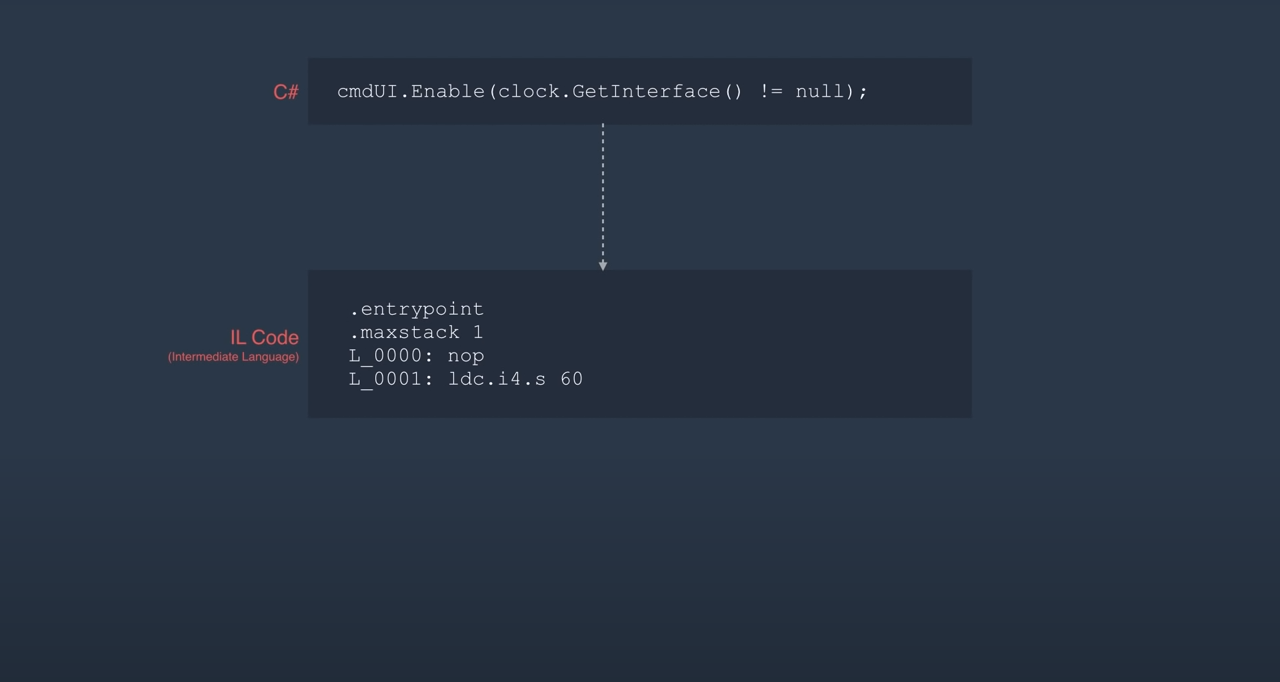 C#
cmdUI.Enable(clock.GetInterface() != null);
IL Code
(Intermediate Language)
.entrypoint
.maxstack 1
L_0000: nop
L_0001: ldc.i4.s 60